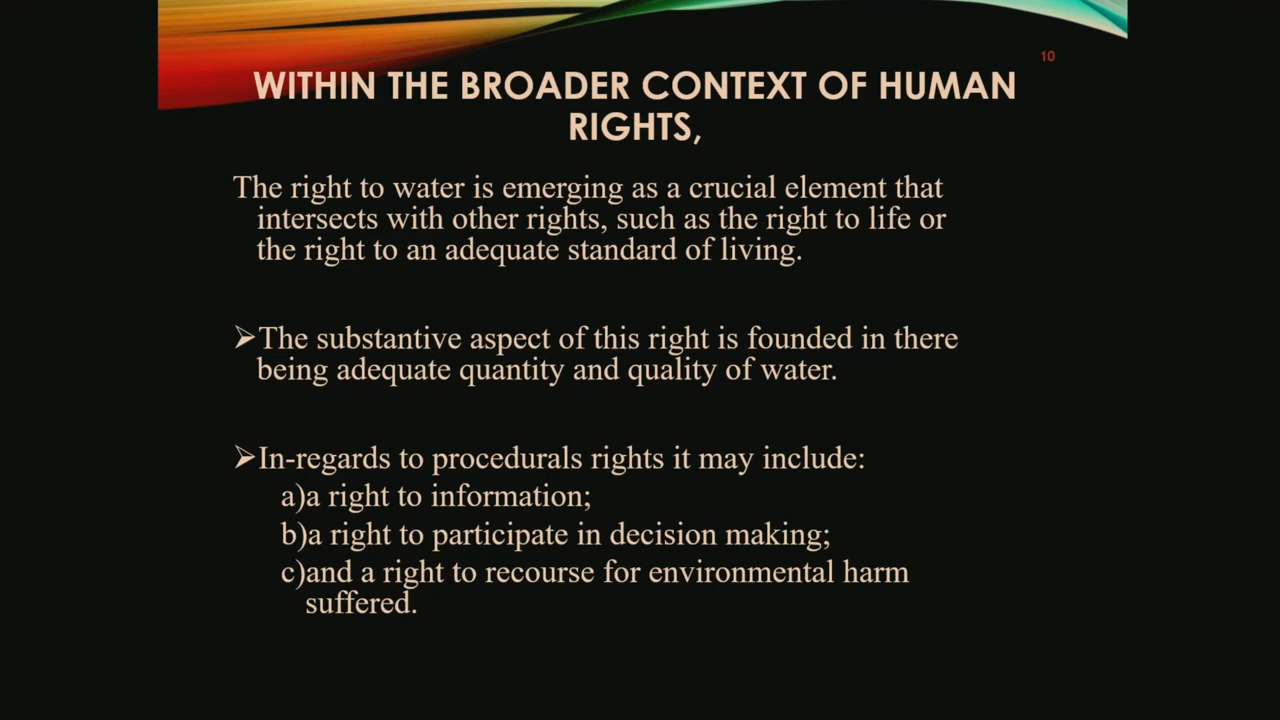 10
WITHIN THE BROADER CONTEXT OF HUMAN
RIGHTS,
The right to water is emerging as a crucial element that
intersects with other rights, such as the right to life or
the right to an adequate standard of living.
➢The substantive aspect of this right is founded in there
being adequate quantity and quality of water.
➢In-regards to procedurals rights it may include:
a)a right to information;
b)a right to participate in decision making;
c)and a right to recourse for environmental harm
suffered.